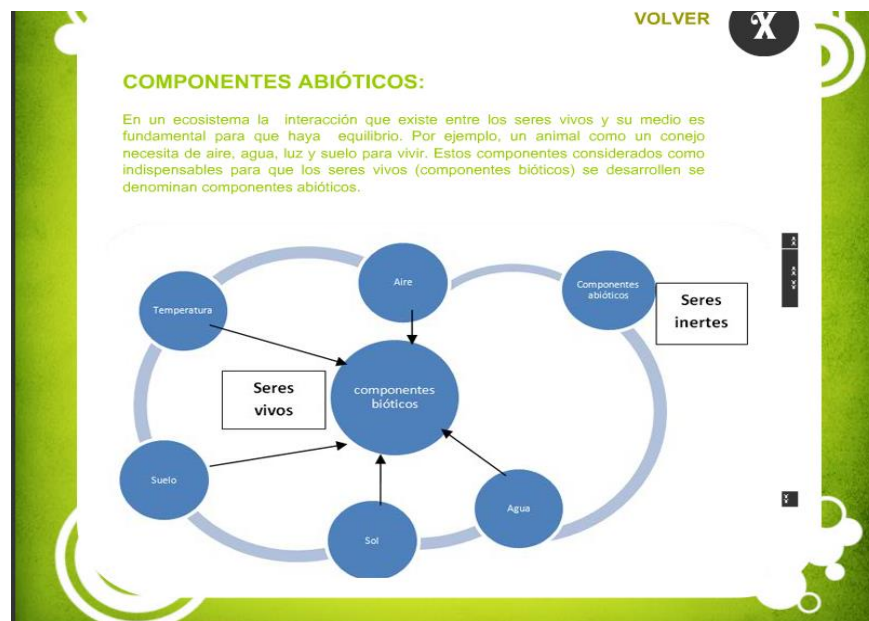 VOLVER
X
COMPONENTES ABIÓTICOS:
En un ecosistema la interacción que existe entre los seres vivos y su medio es
fundamental para que haya equilibrio. Por ejemplo, un animal como un conejo
necesita de aire, agua, luz y suelo para vivir. Estos componentes considerados como
indispensables para que los seres vivos (componentes bióticos) se desarrollen se
denominan componentes abióticos.
Aire
Componentes
abióticos
Seres
inertes
Temperatura
Seres
vivos
componentes
bióticos
Suelo
Sol
Agua